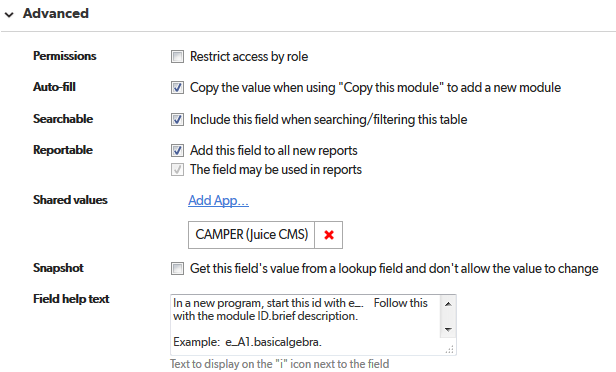 Advanced
Permissions Restrict access by role
Auto-fill Copy the value when using "Copy this module" to add a new module
Searchable Include this field when searching/filtering this table
Reportable Add this field to all new reports
The field may be used in reports
Shared values Add App...
CAMPER (Juice CMS)
Snapshot Get this field's value from a lookup field and don't allow the value to change
Field help text In a new program, start this id with e_. Follow this
with the module ID.brief description.
Example: e_A1.basicalgebra.
Text to display on the "i" icon next to the field